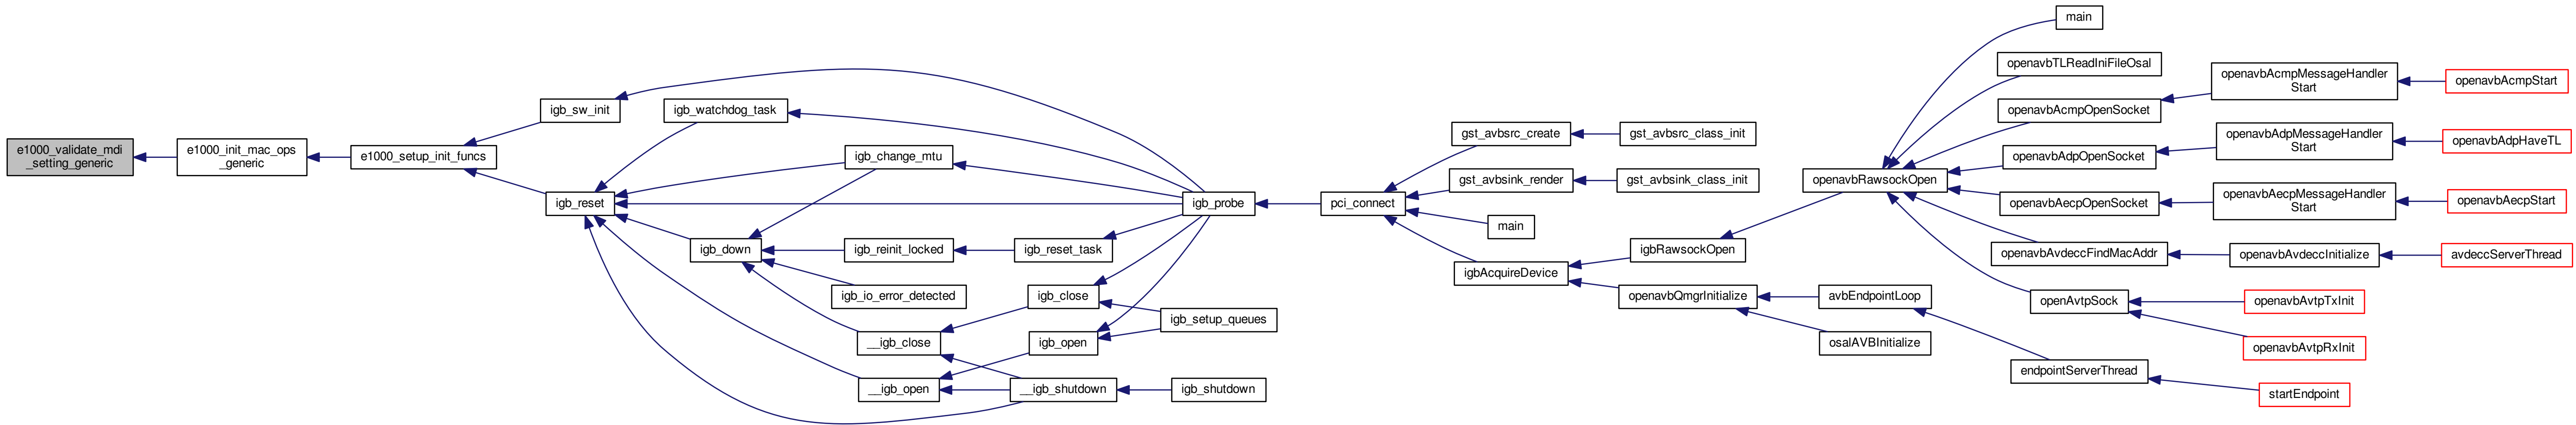 e1000_validate_mdi
_setting_generic
e1000_init_mac_ops
_generic
e1000_setup_init_funcs
igb_sw_init
igb_reset
igb_watchdog_task
igb_change_mtu
igb_down
igb_reinit_locked
igb_reset_task
igb_io_error_detected
igb_close
__igb_close
igb_open
__igb_open
__igb_shutdown
igb_shutdown
igb_setup_queues
igb_probe
pci_connect
gst_avbsrc_create
gst_avbsrc_class_init
gst_avbsink_render
gst_avbsink_class_init
main
igbAcquireDevice
igbRawsockOpen
openavbQmgrInitialize
avbEndpointLoop
osalAVBInitialize
openavbRawsockOpen
main
openavbTLReadIniFileOsal
openavbAcmpOpenSocket
openavbAcmpMessageHandler
Start
openavbAcmpStart
openavbAdpOpenSocket
openavbAdpMessageHandler
Start
openavbAdpHaveTL
openavbAecpOpenSocket
openavbAecpMessageHandler
Start
openavbAecpStart
openavbAvdeccFindMacAddr
openavbAvdeccInitialize
avdeccServerThread
openAvtpSock
openavbAvtpTxInit
openavbAvtpRxInit
endpointServerThread
startEndpoint